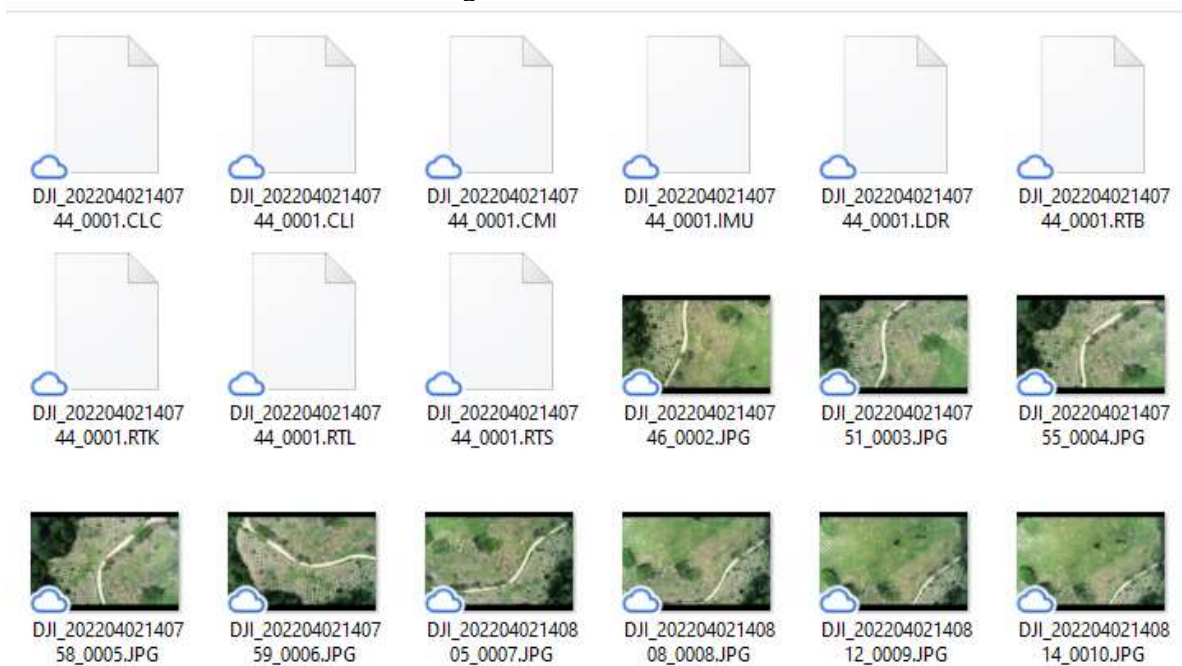 DJI_202204021407
44_0001.CLC
DJI_202204021407
44_0001.CLI
DJI_202204021407
44_0001.CMI
DJI_202204021407
44_0001.IMU
DJI_202204021407
44_0001.LDR
DJI_202204021407
44_0001.RTB
DJI_202204021407
44_0001.RTK
DJI_202204021407
44_0001.RTL
DJI_202204021407
44_0001.RTS
DJI_202204021407
46_0002.JPG
DJI_202204021407
51_0003.JPG
DJI_202204021407
55_0004.JPG
DJI_202204021407
58_0005.JPG
DJI_202204021407
59_0006.JPG
DJI_202204021408
05_0007.JPG
DJI_202204021408
08_0008.JPG
DJI_202204021408
12_0009.JPG
DJI_202204021408
14_0010.JPG